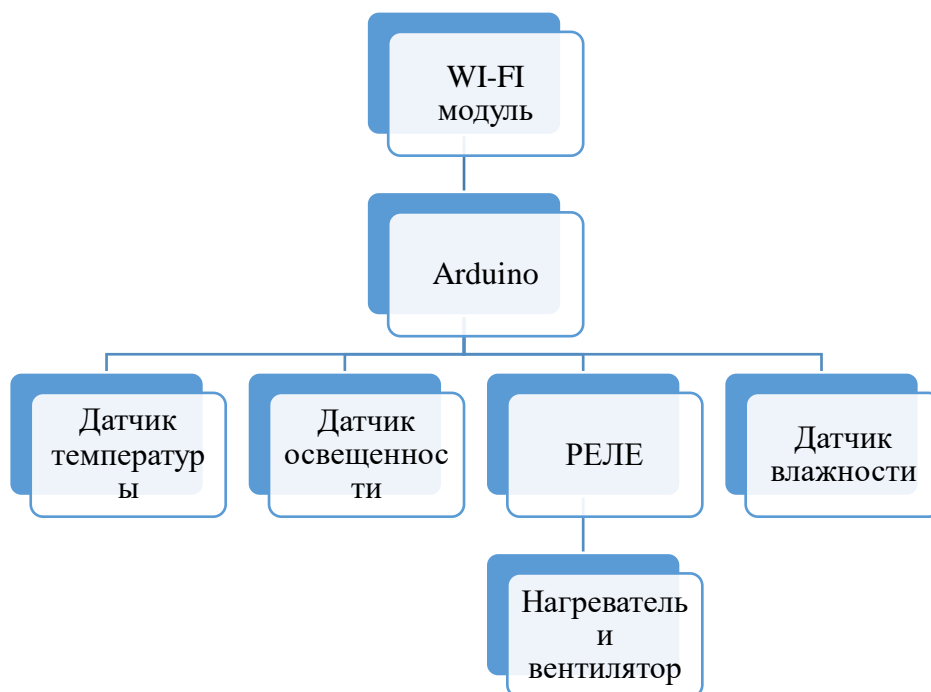 WI-FI
модуль
Arduino
Датчик
температур
ы
Датчик
освещеннос
ти
РЕЛЕ
Датчик
влажности
Нагреватель
и
вентилятор